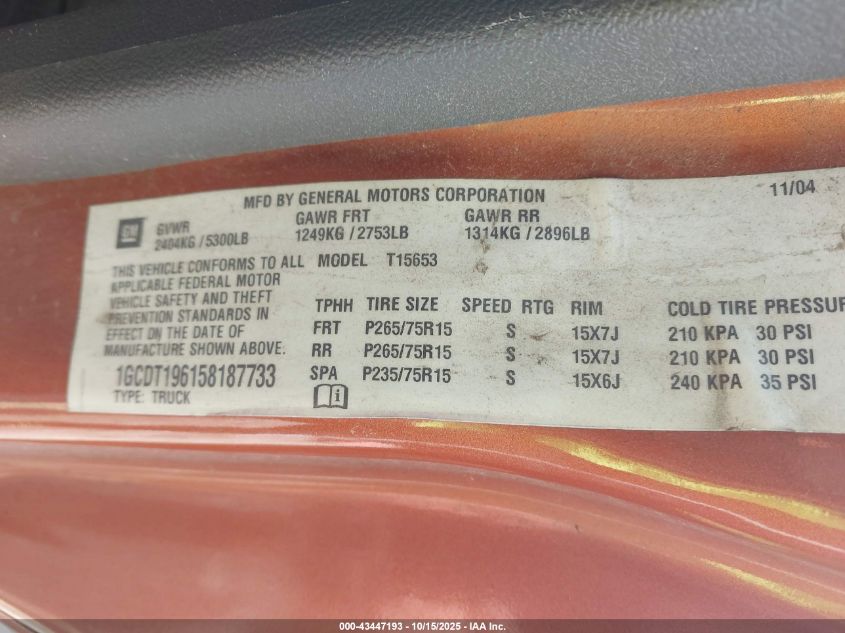 MFD BY GENERAL MOTORS CORPORATION 11/04
GM
GVWR GAWR FRT GAWR RR
2404KG / 5300LB 1249KG / 2753LB 1314KG / 2896LB
THIS VEHICLE CONFORMS TO ALL MODEL T15653
APPLICABLE FEDERAL MOTOR
VEHICLE SAFETY AND THEFT
PREVENTION STANDARDS IN
EFFECT ON THE DATE OF
MANUFACTURE SHOWN ABOVE.
1GCDT196158187733
TYPE: TRUCK
TPHH TIRE SIZE SPEED RTG RIM COLD TIRE PRESSUR
FRT P265/75R15 S 15X7J 210 KPA 30 PSI
RR P265/75R15 S 15X7J 210 KPA 30 PSI
SPA P235/75R15 S 15X6J 240 KPA 35 PSI
000-43447193 - 10/15/2025 - IAA Inc.